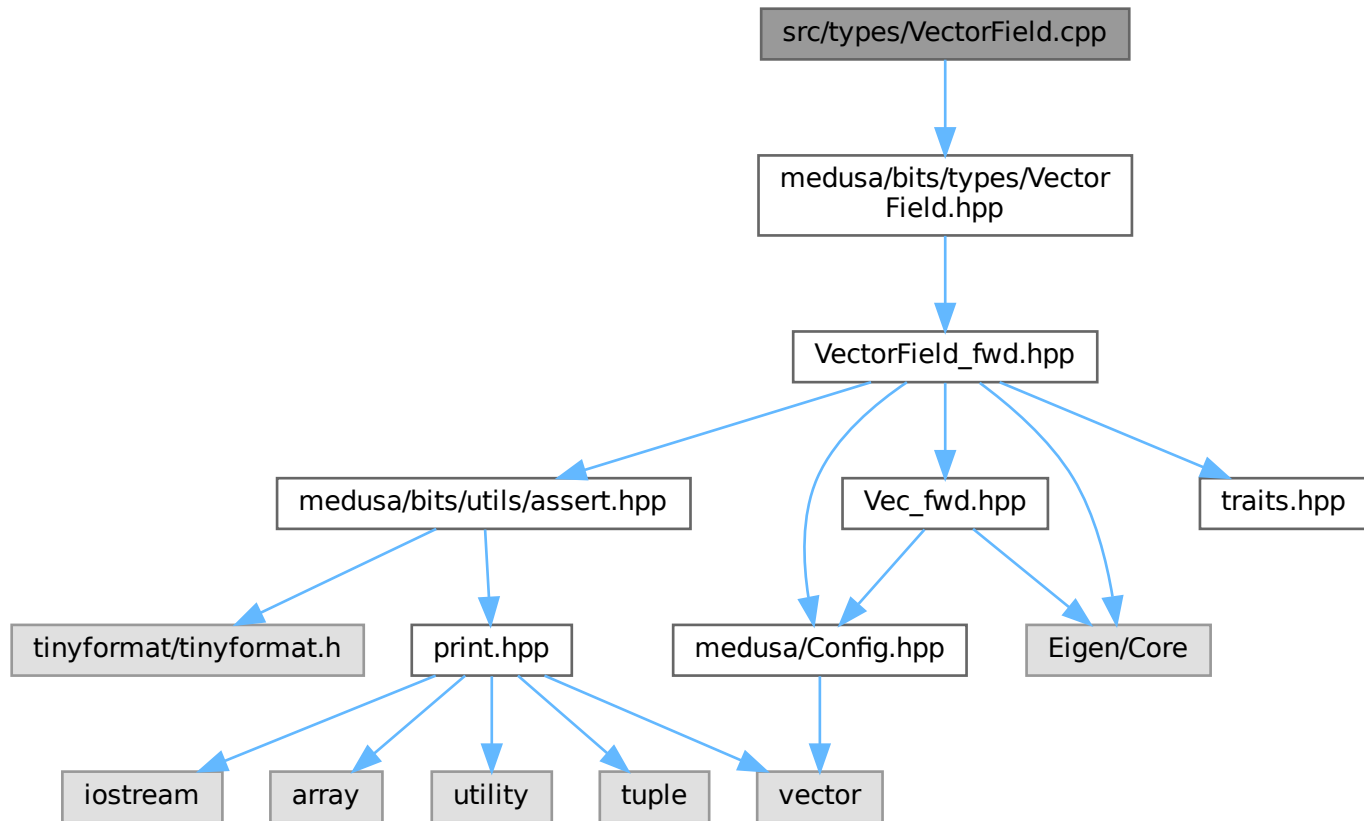 src/types/VectorField.cpp
medusa/bits/types/Vector
Field.hpp
VectorField_fwd.hpp
medusa/bits/utils/assert.hpp
Vec_fwd.hpp
traits.hpp
tinyformat/tinyformat.h
print.hpp
medusa/Config.hpp
Eigen/Core
iostream
array
utility
tuple
vector